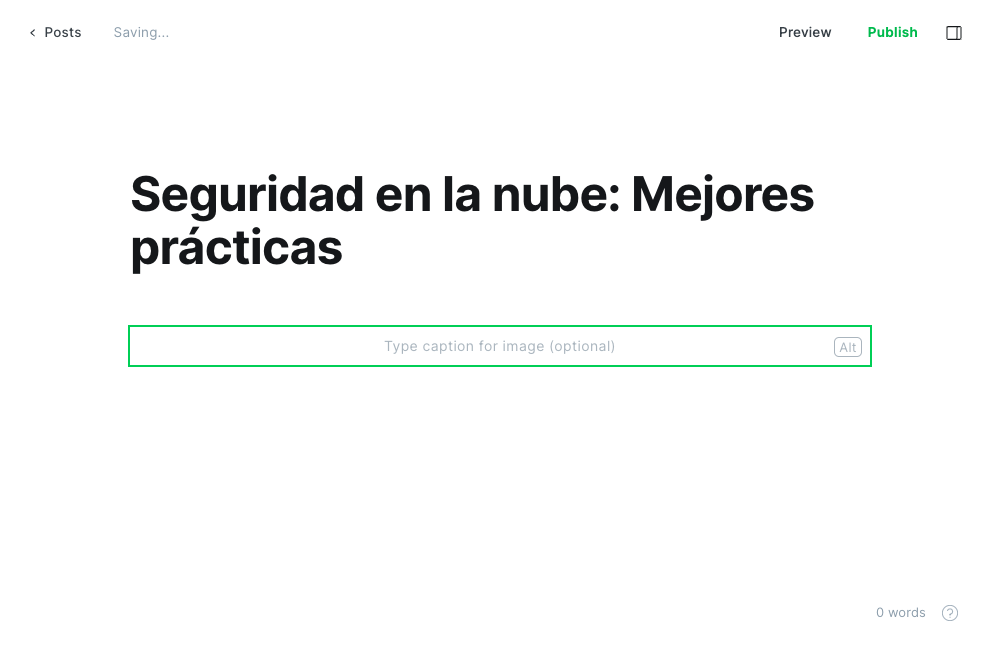 Posts
Saving...
Preview
Publish
Seguridad en la nube: Mejores
prácticas
Type caption for image (optional)
Alt
0 words
?